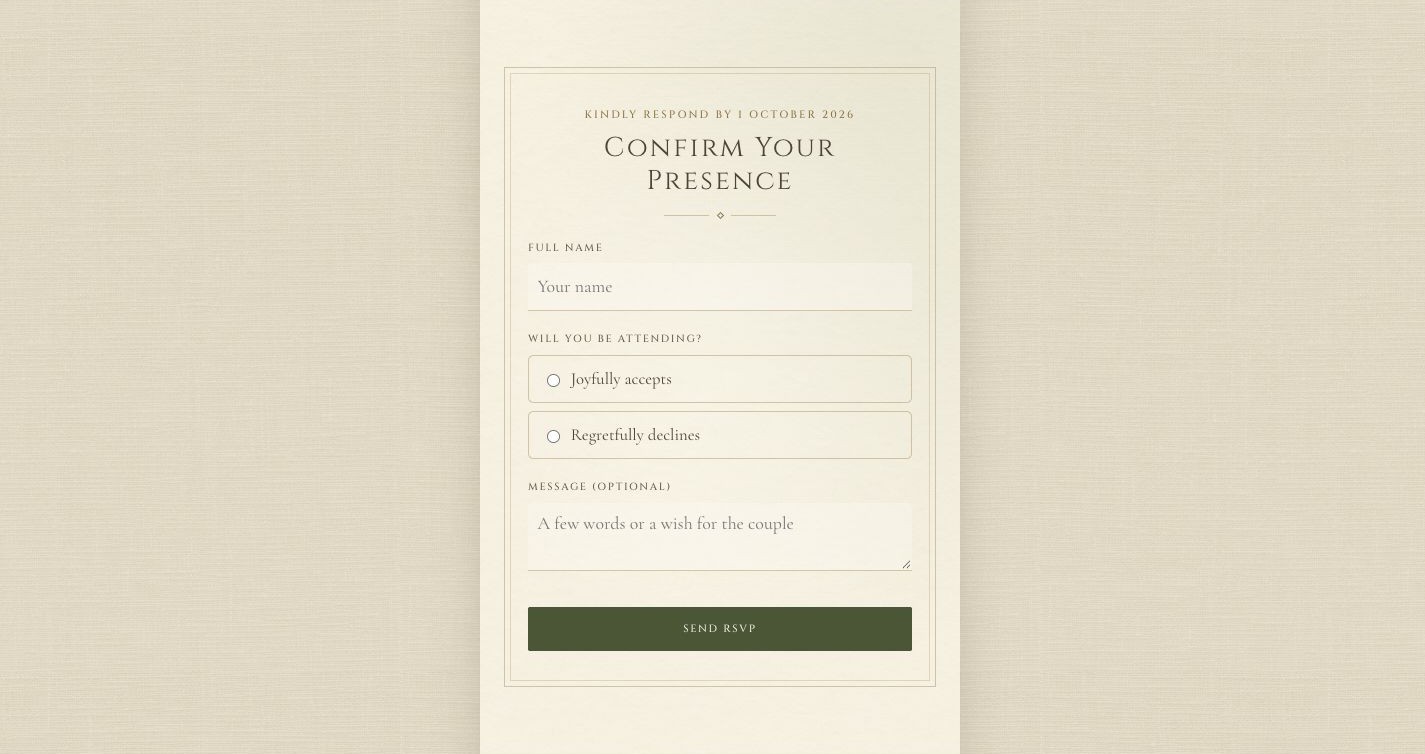 KINDLY RESPOND BY 1 OCTOBER 2026
Confirm Your
Presence
FULL NAME
Your name
WILL YOU BE ATTENDING?
Joyfully accepts
Regretfully declines
MESSAGE (OPTIONAL)
A few words or a wish for the couple
SEND RSVP